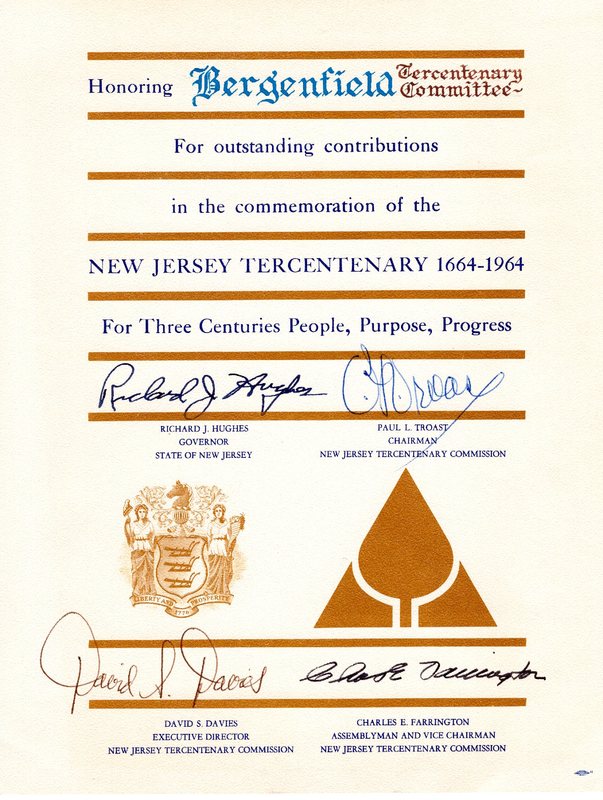 Honoring Bergenfield Tercentenary Committee~
For outstanding contributions
in the commemoration of the
NEW JERSEY TERCENTENARY 1664-1964
For Three Centuries People, Purpose, Progress
Richard J Hughes
RICHARD J. HUGHES
GOVERNOR
STATE OF NEW JERSEY
PAUL L. TROAST
CHAIRMAN
NEW JERSEY TERCENTENARY COMMISSION
LIBERTY AND PROSPERITY
1776
David S. Davies
DAVID S. DAVIES
EXECUTIVE DIRECTOR
NEW JERSEY TERCENTENARY COMMISSION
Chas E Farrington
CHARLES E. FARRINGTON
ASSEMBLYMAN AND VICE CHAIRMAN
NEW JERSEY TERCENTENARY COMMISSION